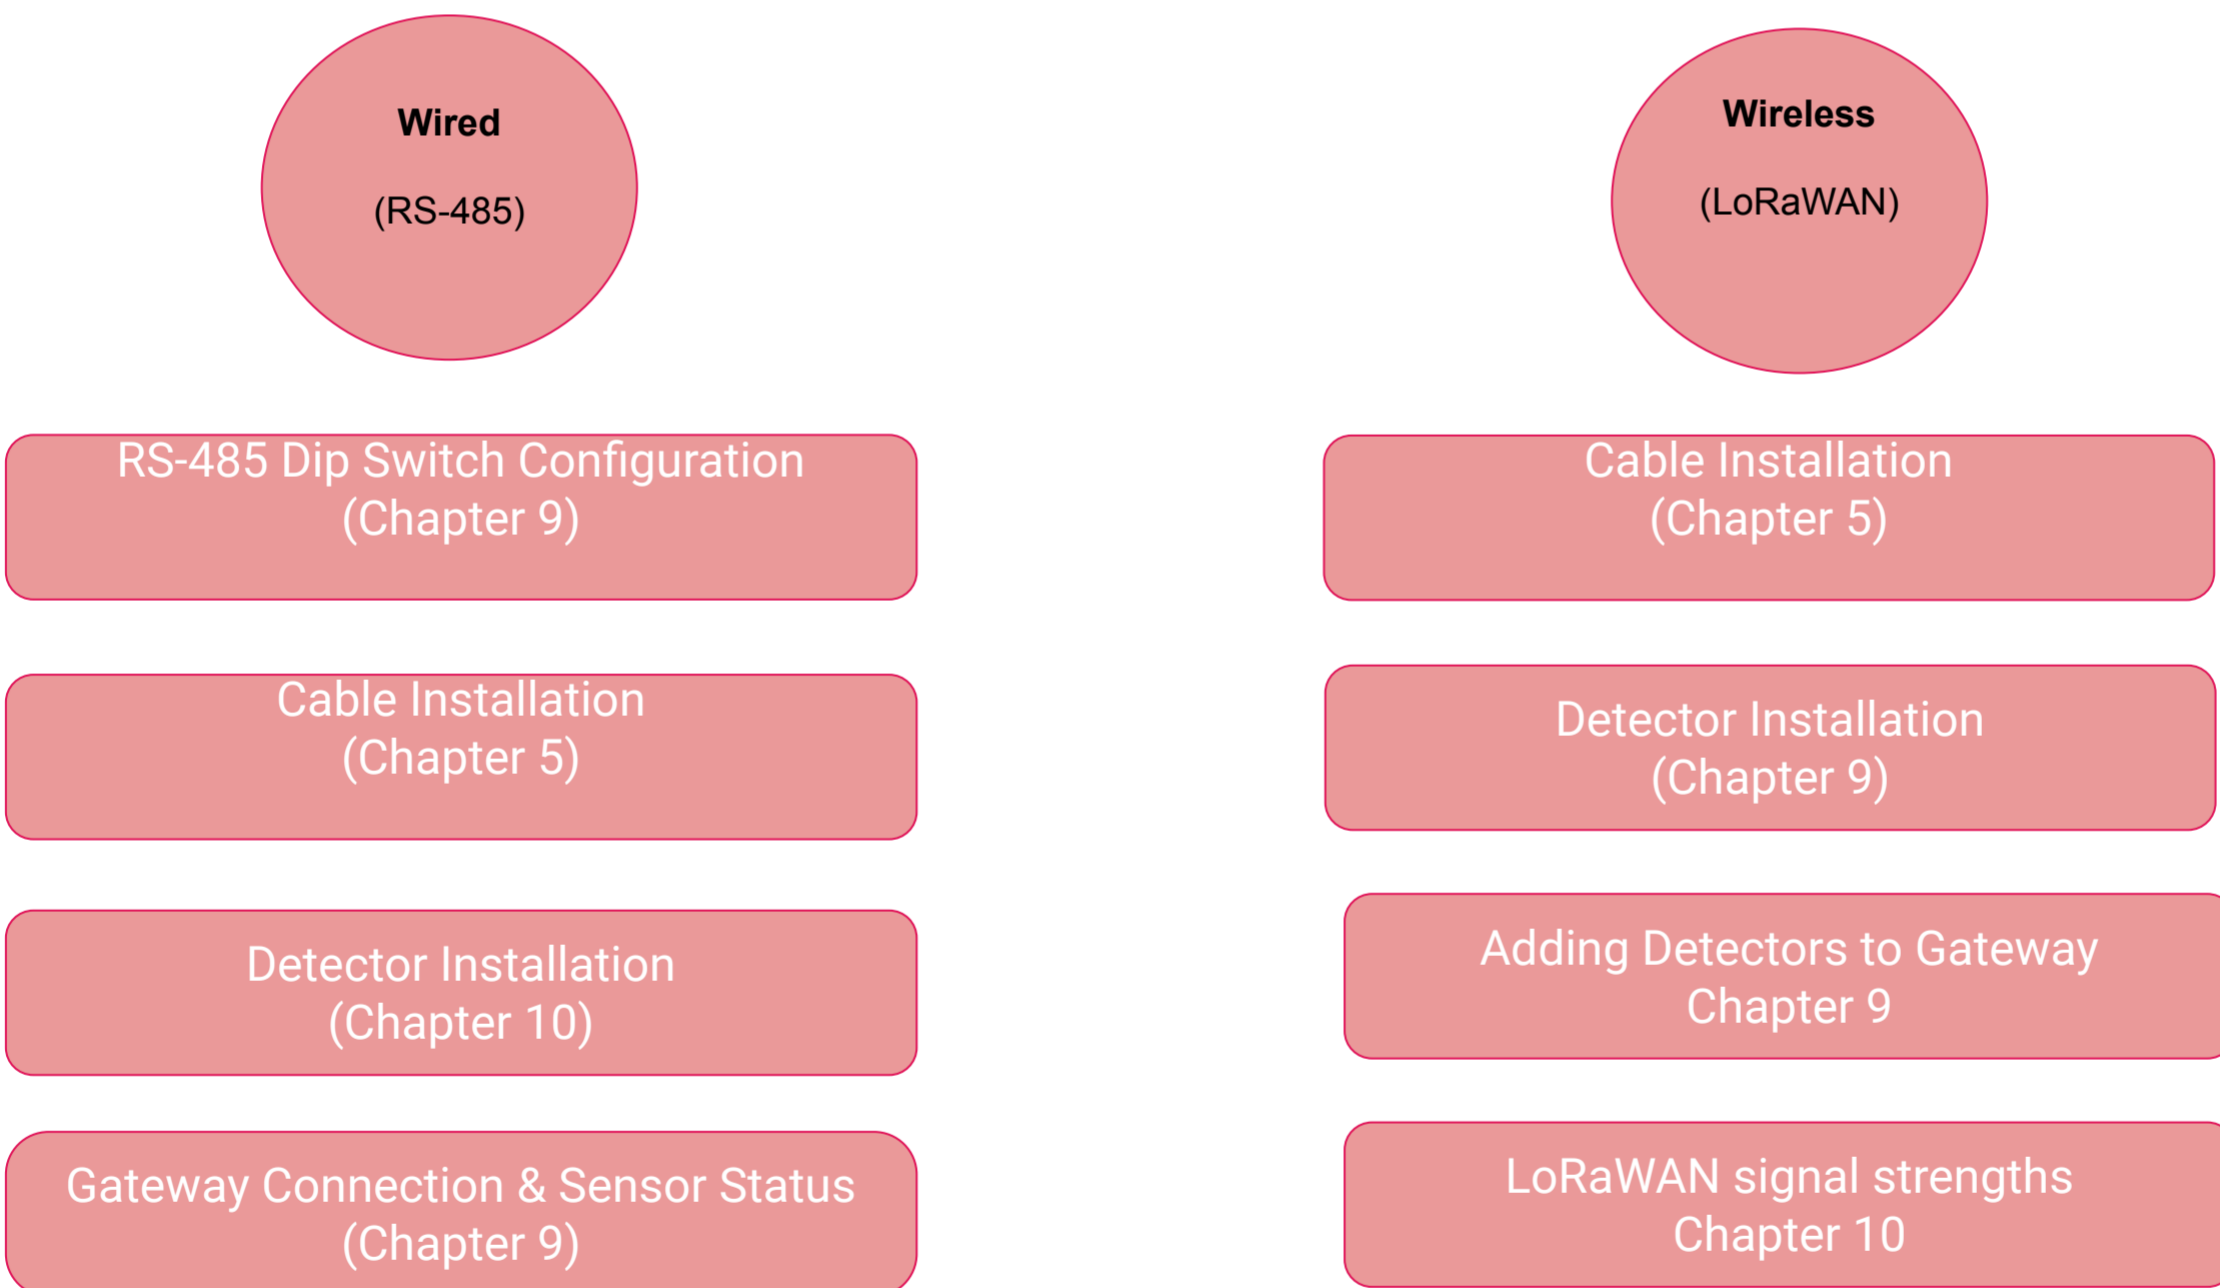 Wired
(RS-485)
RS-485 Dip Switch Configuration
(Chapter 9)
Cable Installation
(Chapter 5)
Detector Installation
(Chapter 10)
Gateway Connection & Sensor Status
(Chapter 9)
Wireless
(LoRaWAN)
Cable Installation
(Chapter 5)
Detector Installation
(Chapter 9)
Adding Detectors to Gateway
Chapter 9
LoRaWAN signal strengths
Chapter 10